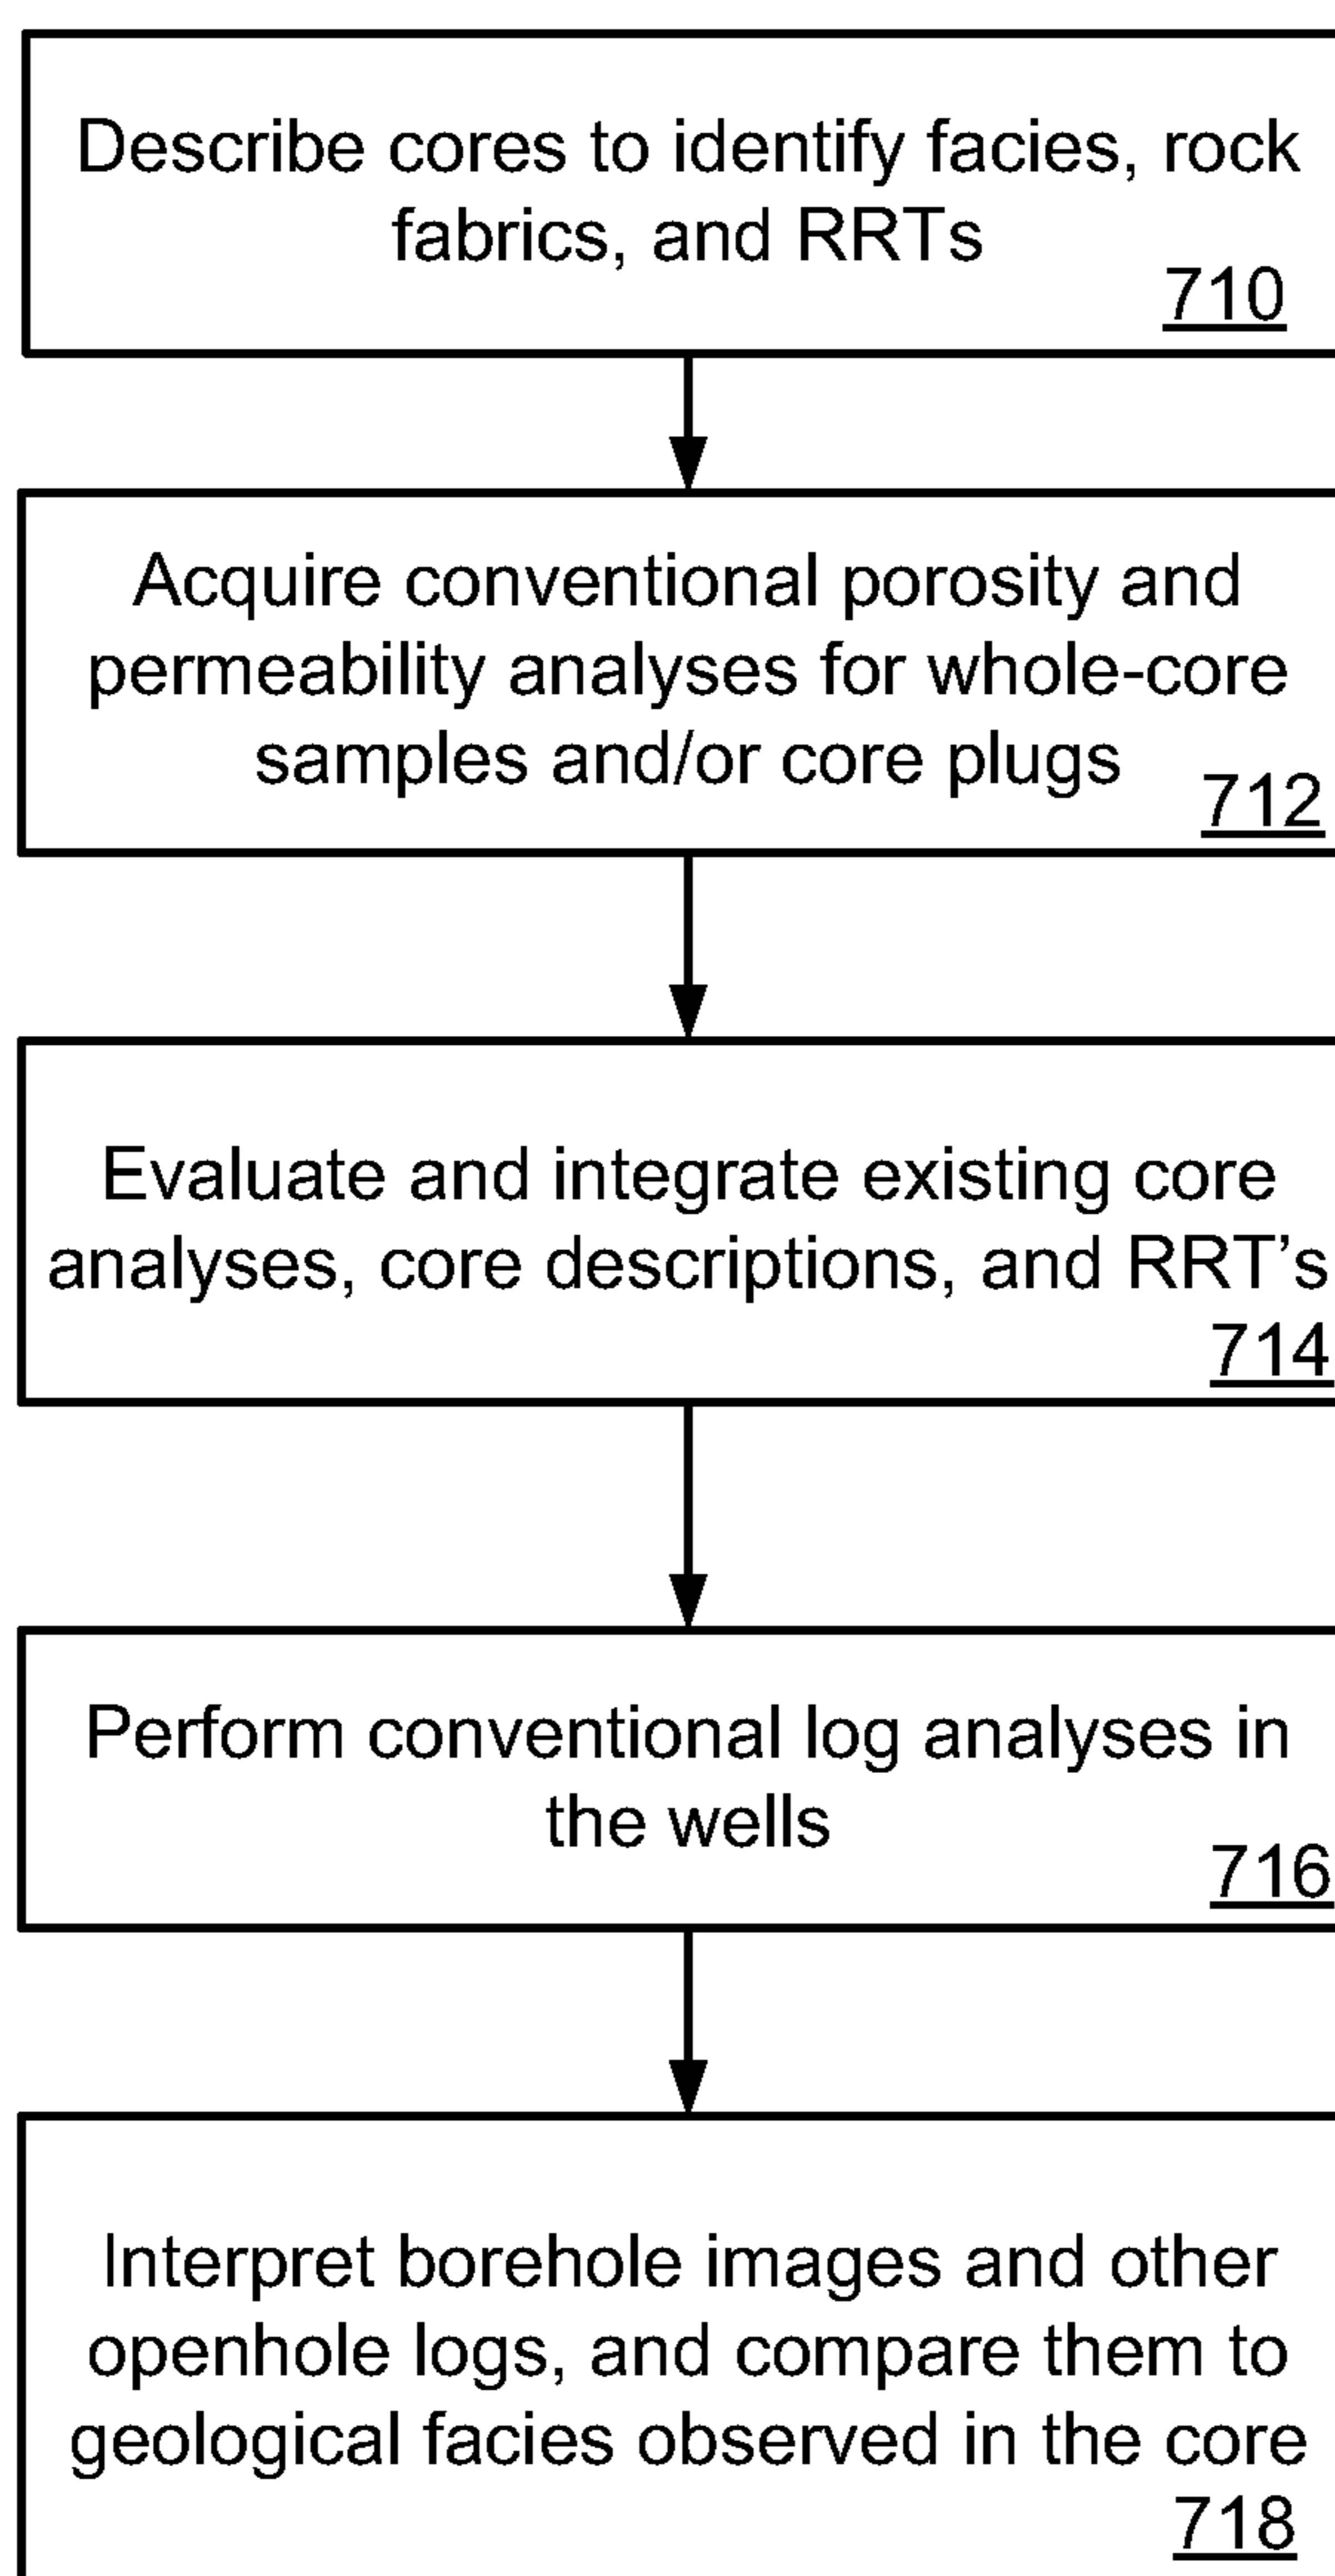 Describe cores to identify facies, rock
fabrics, and RRTs
710
Acquire conventional porosity and
permeability analyses for whole-core
samples and/or core plugs
712
Evaluate and integrate existing core
analyses, core descriptions, and RRT’s
714
Perform conventional log analyses in
the wells
716
Interpret borehole images and other
openhole logs, and compare them to
geological facies observed in the core
718